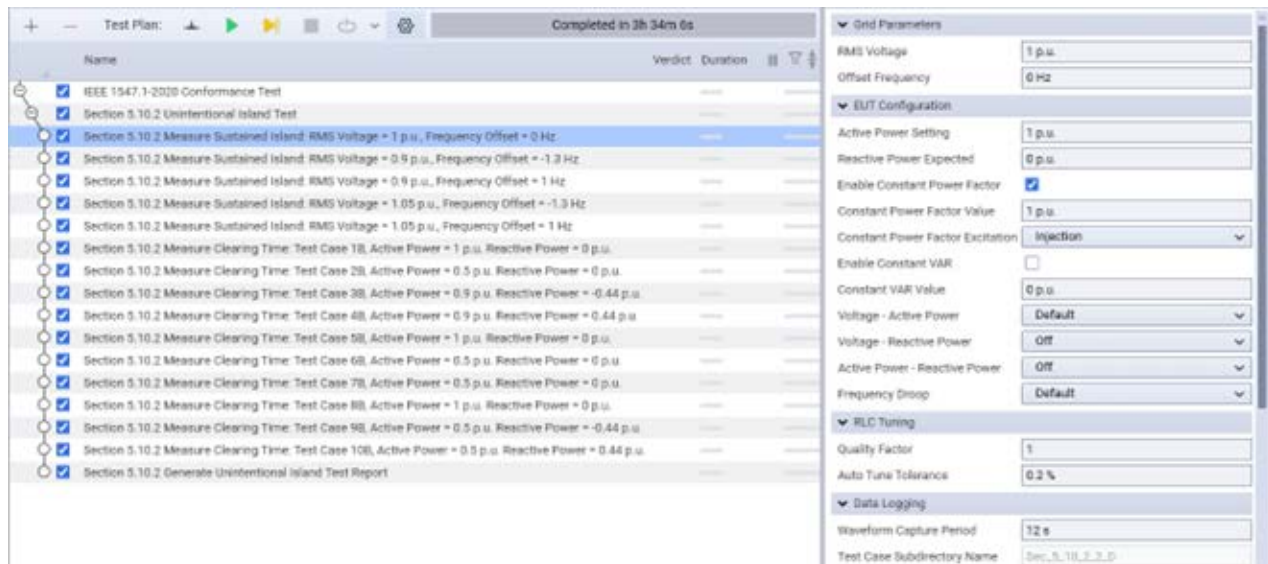 Test Plan:
Completed in 3h 34m 6s
Name Verdict Duration
IEEE 1547.1-2020 Conformance Test
Section 5.10.2 Unintentional Island Test
Section 5.10.2 Measure Sustained Island: RMS Voltage = 1 p.u., Frequency Offset = 0 Hz
Section 5.10.2 Measure Sustained Island: RMS Voltage = 0.9 p.u., Frequency Offset = -1.3 Hz
Section 5.10.2 Measure Sustained Island: RMS Voltage = 0.9 p.u., Frequency Offset = 1 Hz
Section 5.10.2 Measure Sustained Island: RMS Voltage = 1.05 p.u., Frequency Offset = -1.3 Hz
Section 5.10.2 Measure Sustained Island: RMS Voltage = 1.05 p.u., Frequency Offset = 1 Hz
Section 5.10.2 Measure Clearing Time: Test Case 1B, Active Power = 1 p.u. Reactive Power = 0 p.u.
Section 5.10.2 Measure Clearing Time: Test Case 2B, Active Power = 0.5 p.u. Reactive Power = 0 p.u.
Section 5.10.2 Measure Clearing Time: Test Case 3B, Active Power = 0.9 p.u. Reactive Power = -0.44 p.u.
Section 5.10.2 Measure Clearing Time: Test Case 4B, Active Power = 0.9 p.u. Reactive Power = 0.44 p.u.
Section 5.10.2 Measure Clearing Time: Test Case 5B, Active Power = 1 p.u. Reactive Power = 0 p.u.
Section 5.10.2 Measure Clearing Time: Test Case 6B, Active Power = 0.5 p.u. Reactive Power = 0 p.u.
Section 5.10.2 Measure Clearing Time: Test Case 7B, Active Power = 0.5 p.u. Reactive Power = 0 p.u.
Section 5.10.2 Measure Clearing Time: Test Case 8B, Active Power = 1 p.u. Reactive Power = 0 p.u.
Section 5.10.2 Measure Clearing Time: Test Case 9B, Active Power = 0.5 p.u. Reactive Power = -0.44 p.u.
Section 5.10.2 Measure Clearing Time: Test Case 10B, Active Power = 0.5 p.u. Reactive Power = 0.44 p.u.
Section 5.10.2 Generate Unintentional Island Test Report
Grid Parameters
RMS Voltage 1 p.u.
Offset Frequency 0 Hz
EUT Configuration
Active Power Setting 1 p.u.
Reactive Power Expected 0 p.u.
Enable Constant Power Factor
Constant Power Factor Value 1 p.u.
Constant Power Factor Excitation Injection
Enable Constant VAR
Constant VAR Value 0 p.u.
Voltage - Active Power Default
Voltage - Reactive Power Off
Active Power - Reactive Power Off
Frequency Droop Default
RLC Tuning
Quality Factor 1
Auto Tune Tolerance 0.2 %
Data Logging
Waveform Capture Period 12 s
Test Case Subdirectory Name